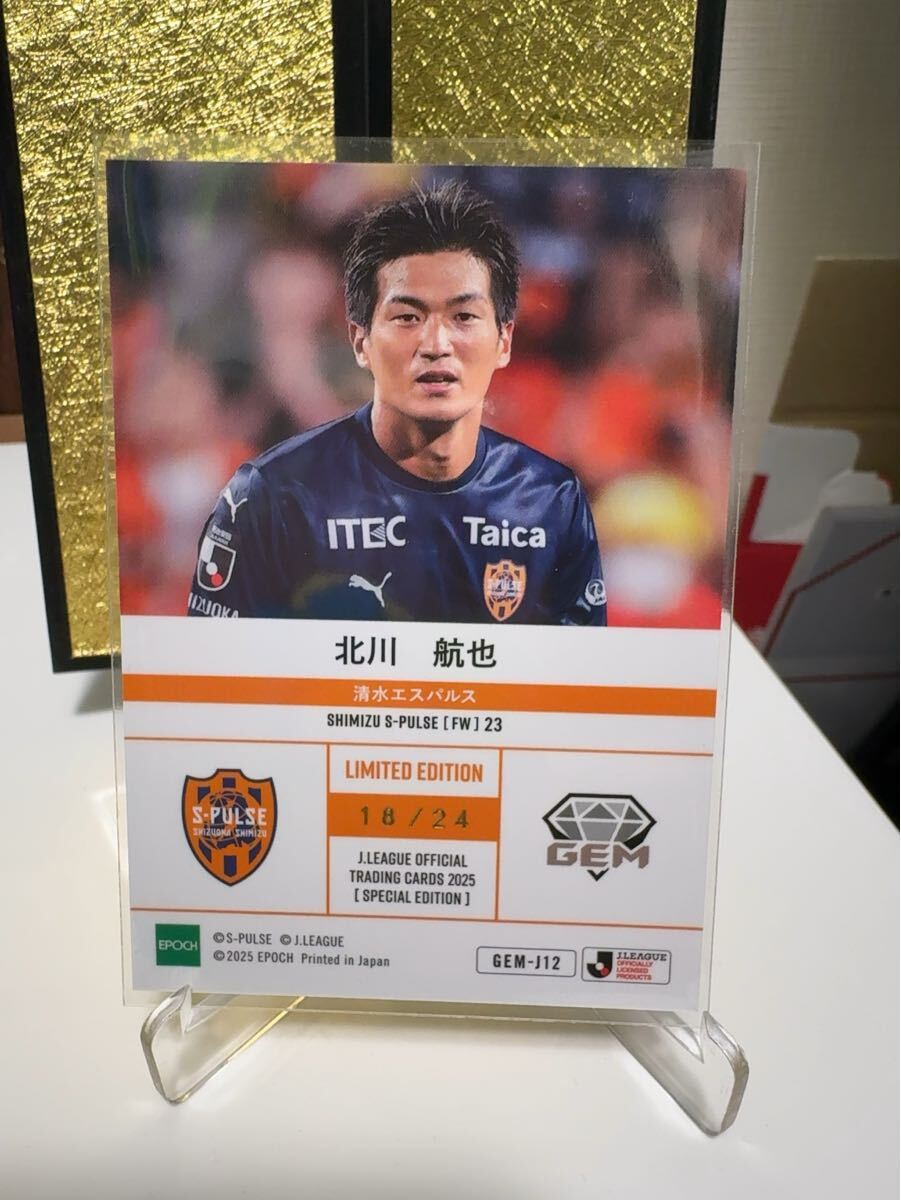 ITEC Taica
S-PULSE
北川 航也
清水エスパルス
SHIMIZU S-PULSE [ FW ] 23
S-PULSE
SHIZUOKA SHIMIZU
LIMITED EDITION
18/24
J.LEAGUE OFFICIAL
TRADING CARDS 2025
[ SPECIAL EDITION ]
GEM
EPOCH
©S-PULSE ©J.LEAGUE
©2025 EPOCH Printed in Japan
GEM-J12
J.LEAGUE
OFFICIALLY
LICENSED
PRODUCTS